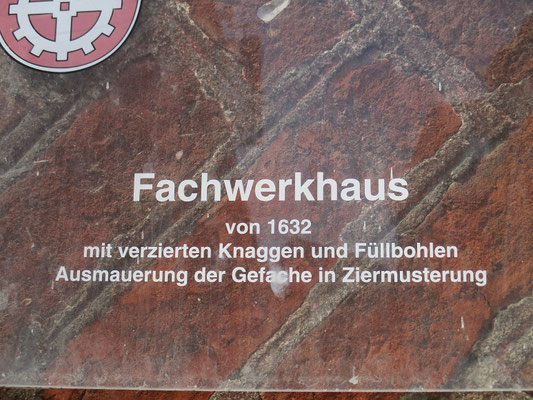 Fachwerkhaus
von 1632
mit verzierten Knaggen und Füllbohlen
Ausmauerung der Gefache in Ziermusterung